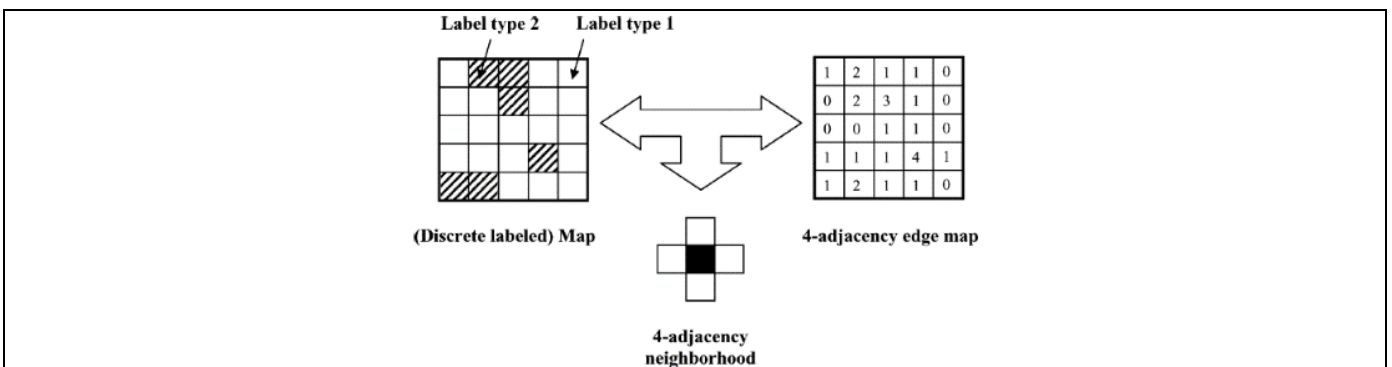 Label type 2 Label type 1
1 2 1 1 0
0 2 3 1 0
0 0 1 1 0
1 1 1 4 1
1 2 1 1 0
(Discrete labeled) Map
4-adjacency edge map
4-adjacency
neighborhood